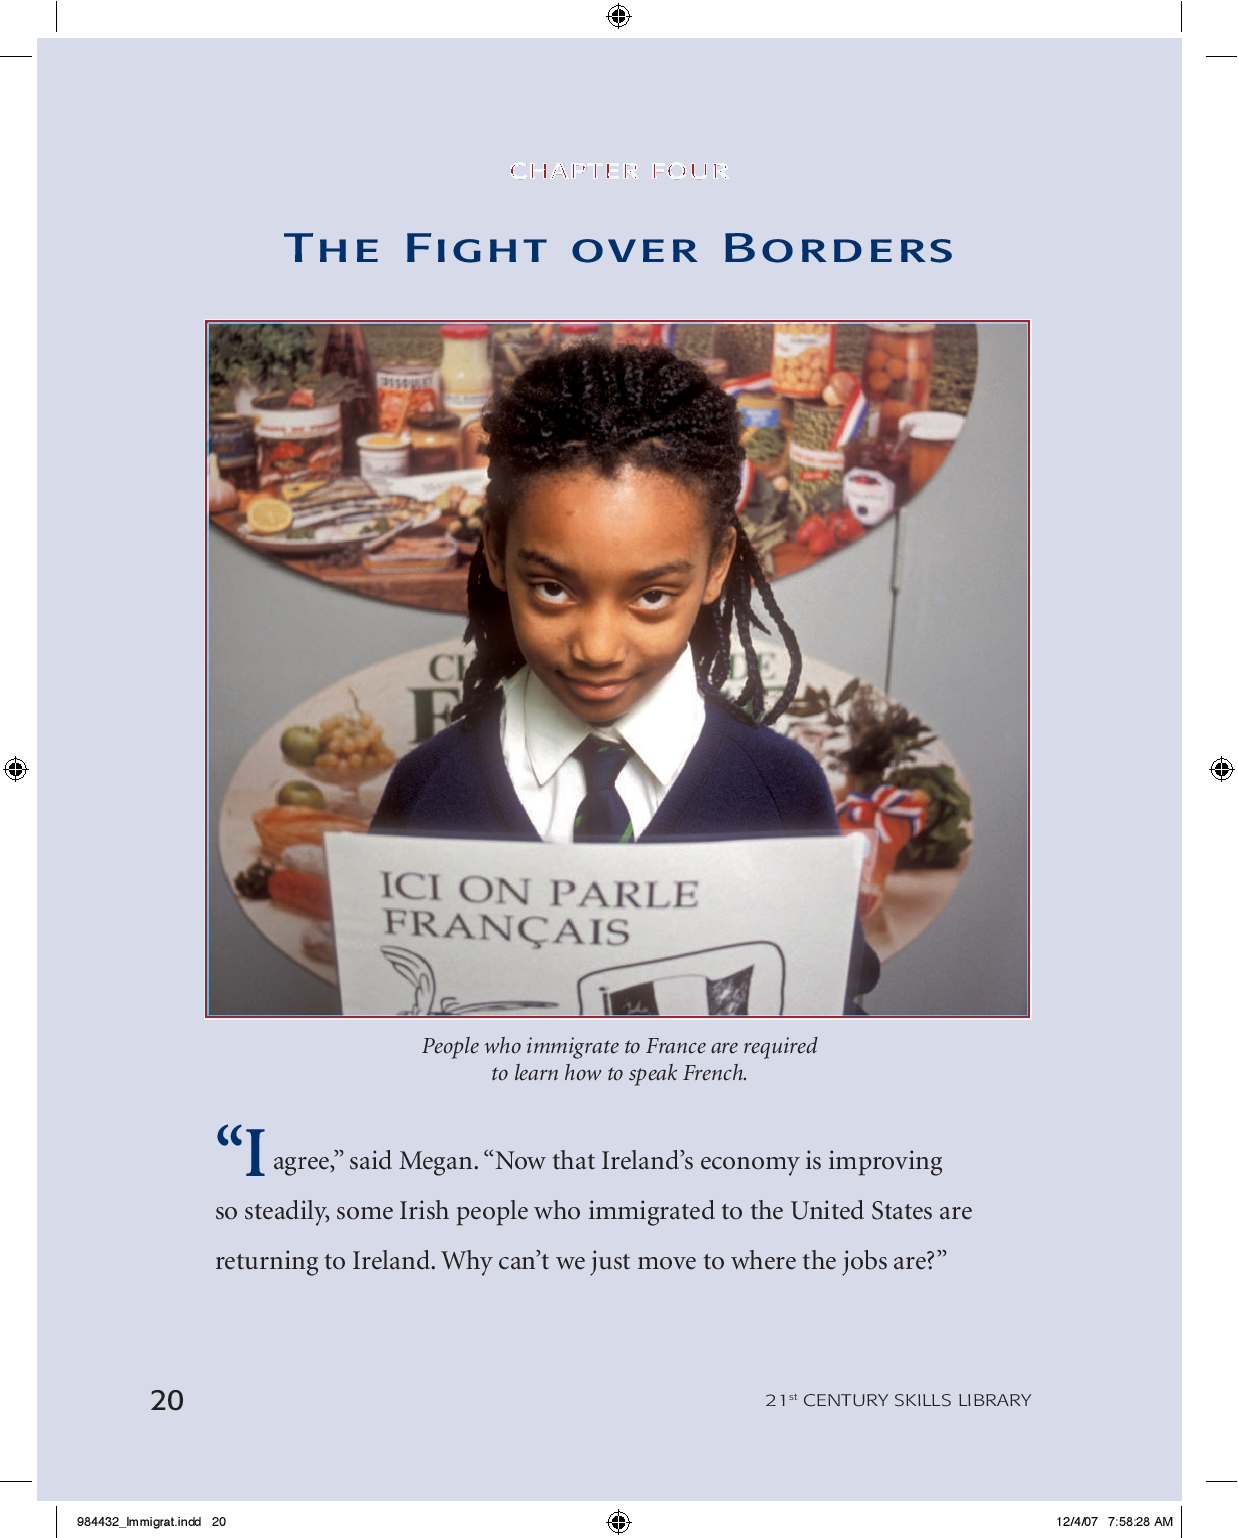 CHAPTER FOUR
THE FIGHT OVER BORDERS
CL DE
F
ICI ON PARLE
FRANÇAIS
People who immigrate to France are required
to learn how to speak French.
“I agree,” said Megan. “Now that Ireland’s economy is improving
so steadily, some Irish people who immigrated to the United States are
returning to Ireland. Why can’t we just move to where the jobs are?”
20 21st CENTURY SKILLS LIBRARY
984432_Immigrat.indd 20 12/4/07 7:58:28 AM